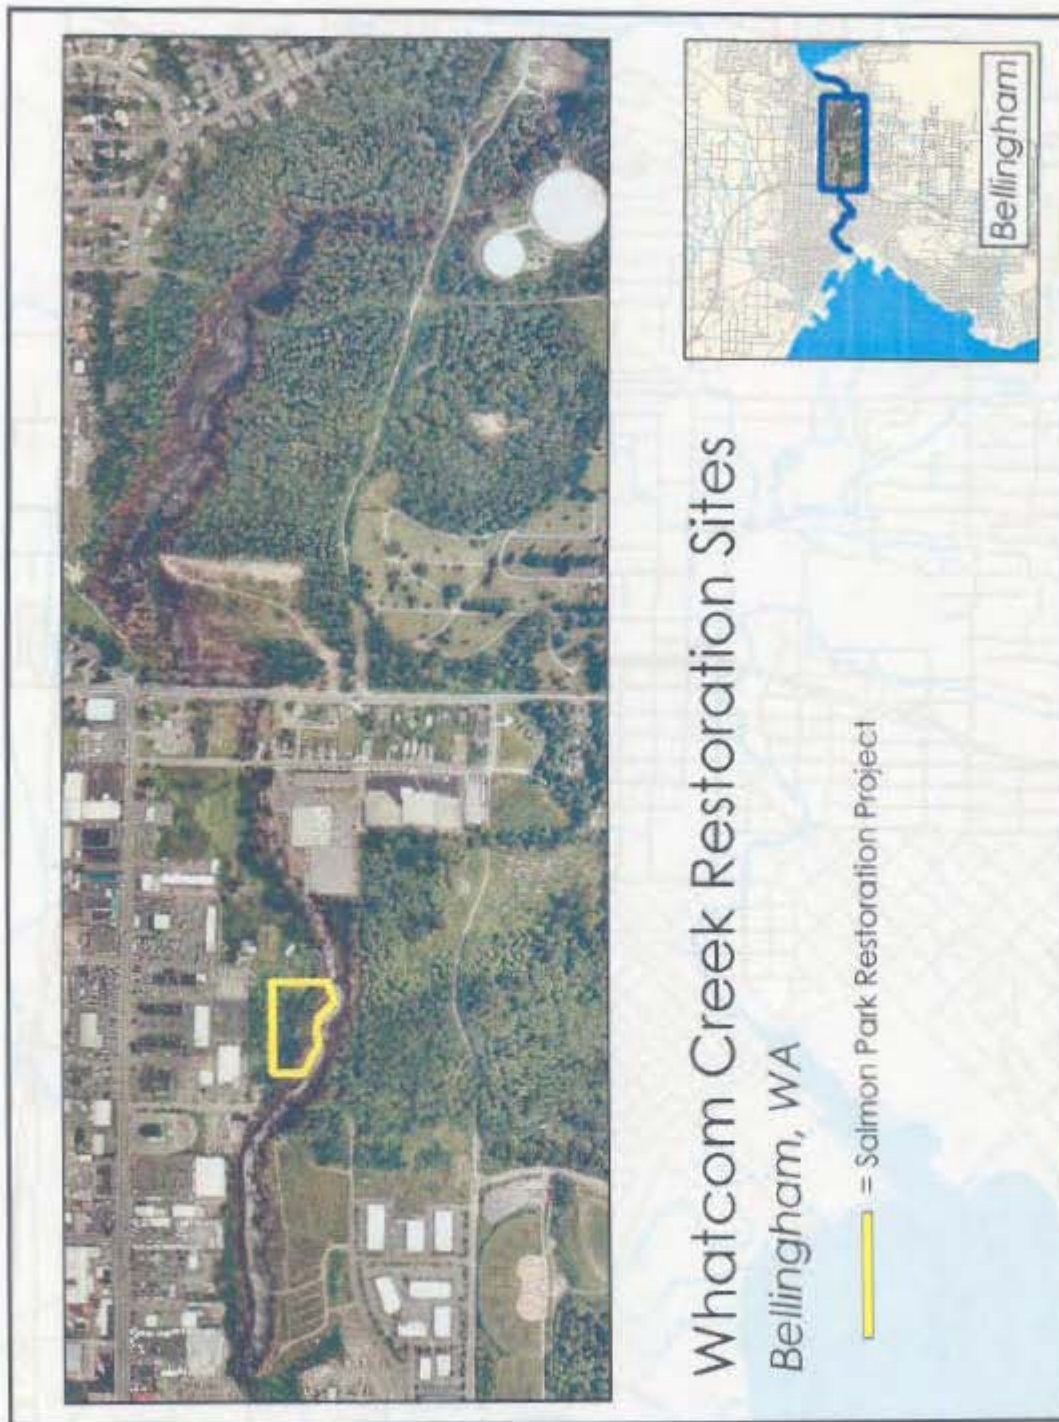 Whatcom Creek Restoration Sites
Bellingham, WA
= Salmon Park Restoration Project
Bellingham